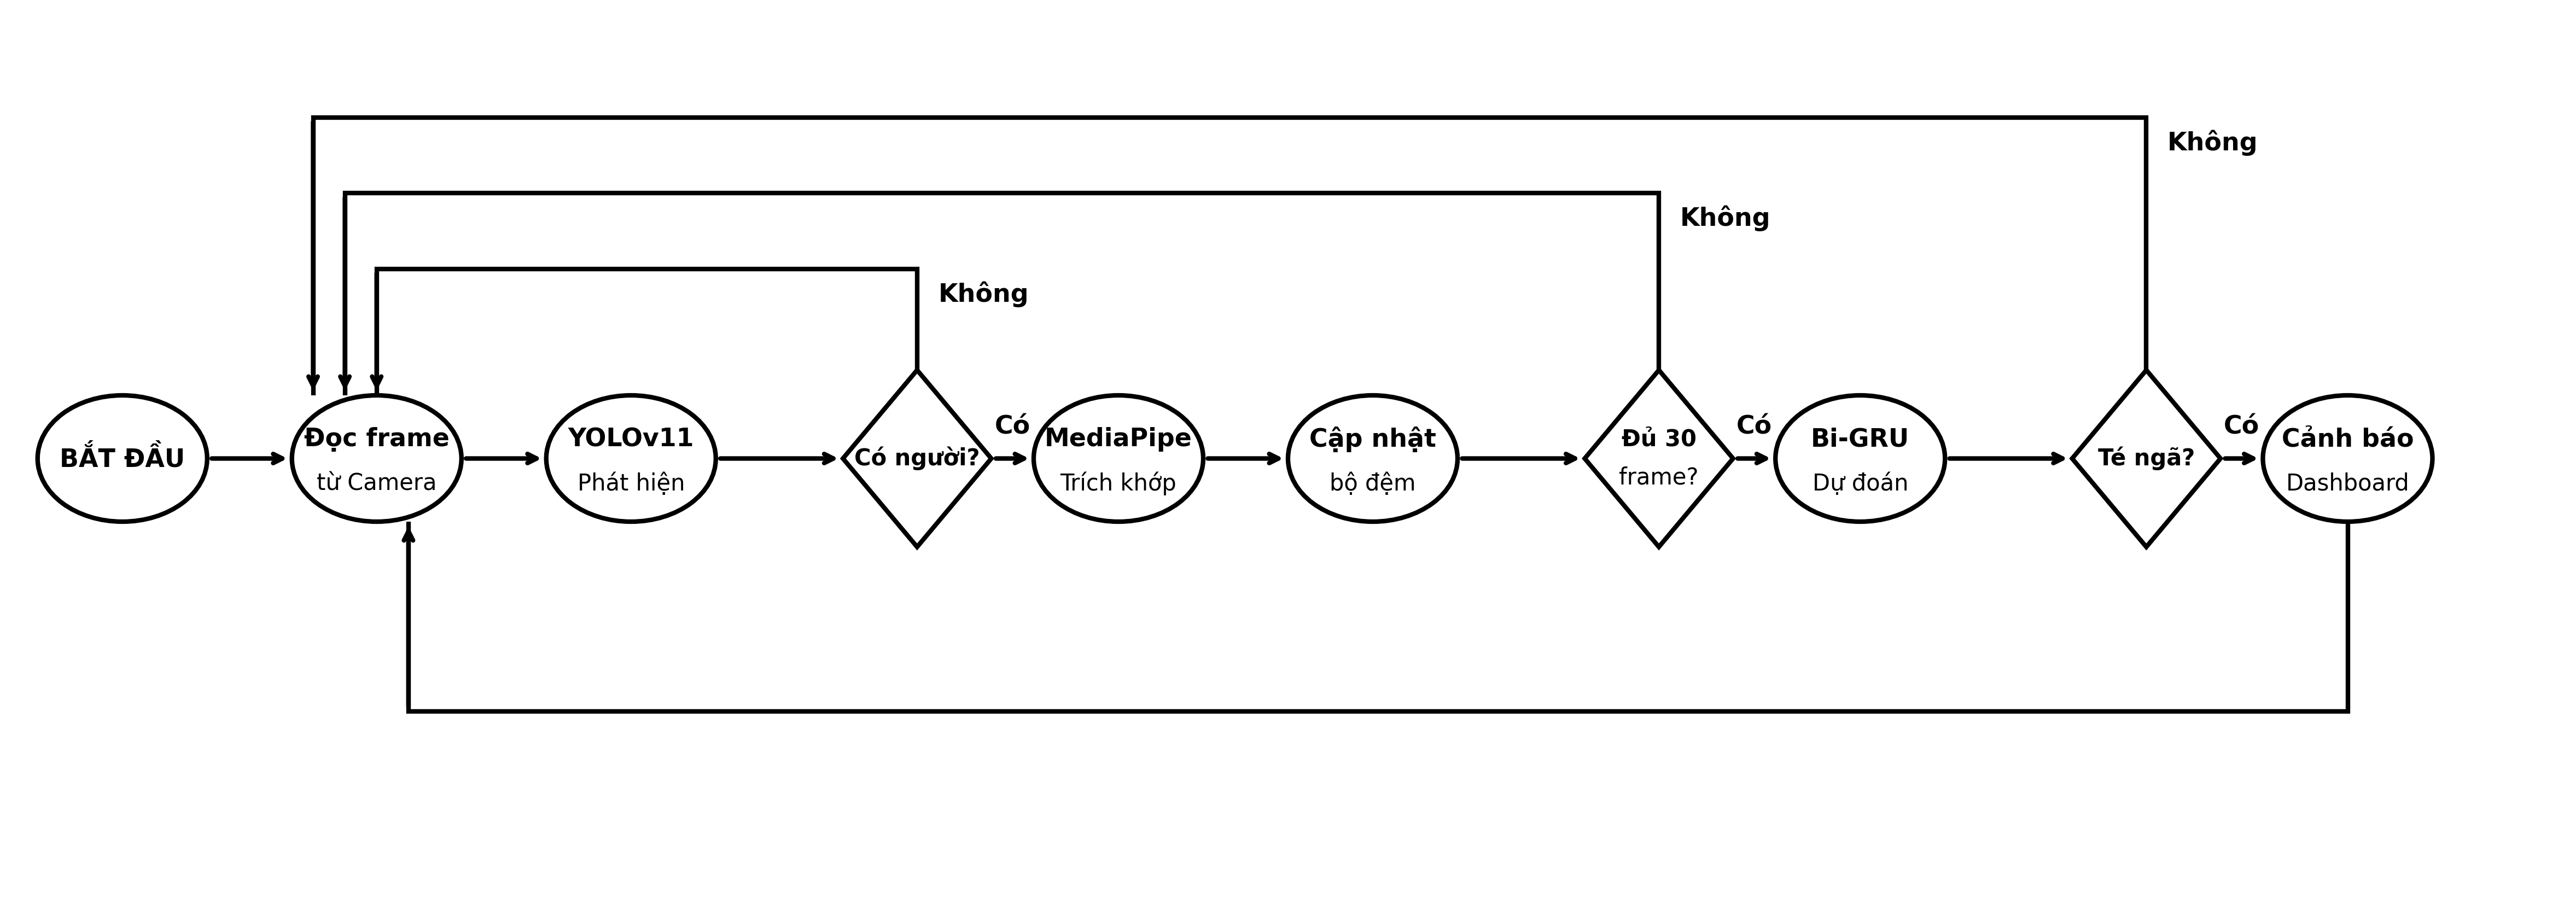 Không
Không
Không
BẮT ĐẦU
Đọc frame
từ Camera
YOLOv11
Phát hiện
Có người?
Có
MediaPipe
Trích khớp
Cập nhật
bộ đệm
Đủ 30
frame?
Có
Bi-GRU
Dự đoán
Té ngã?
Có
Cảnh báo
Dashboard